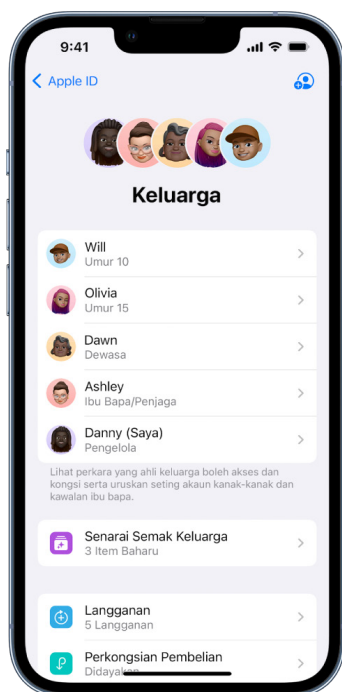 9:41
Apple ID
Keluarga
Will
Umur 10
Olivia
Umur 15
Dawn
Dewasa
Ashley
Ibu Bapa/Penjaga
Danny (Saya)
Pengelola
Lihat perkara yang ahli keluarga boleh akses dan
kongsi serta uruskan seting akaun kanak-kanak dan
kawalan ibu bapa.
Senarai Semak Keluarga
3 Item Baharu
Langganan
5 Langganan
Perkongsian Pembelian
Didayakan